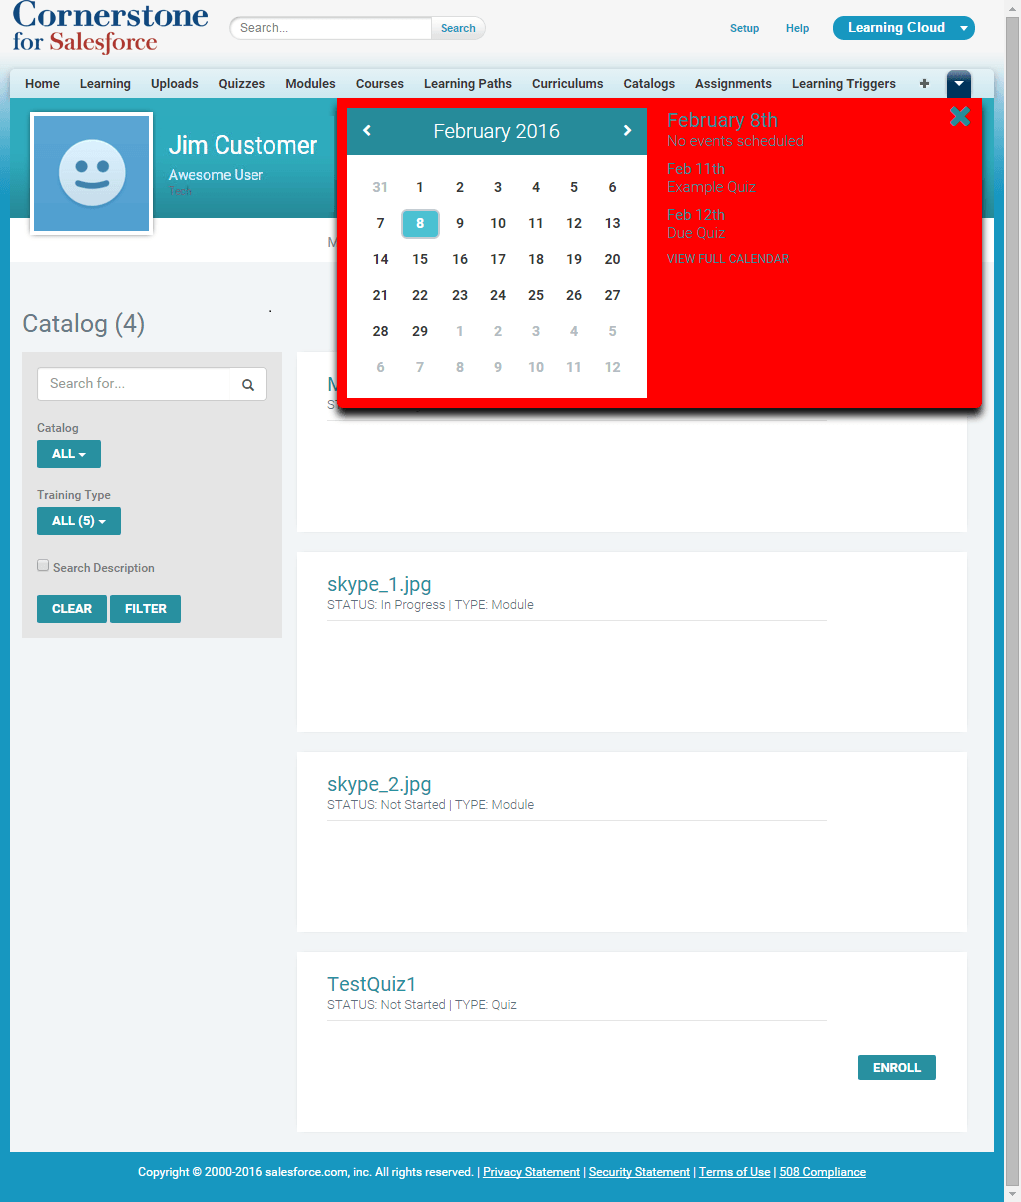 Cornerstone
for Salesforce
Search...
Search
Setup
Help
Learning Cloud
Home Learning Uploads Quizzes Modules Courses Learning Paths Curriculums Catalogs Assignments Learning Triggers +
Jim Customer
Awesome User
Tech
February 2016
31 1 2 3 4 5 6
7 8 9 10 11 12 13
14 15 16 17 18 19 20
21 22 23 24 25 26 27
28 29 1 2 3 4 5
6 7 8 9 10 11 12
February 8th
No events scheduled
Feb 11th
Example Quiz
Feb 12th
Due Quiz
VIEW FULL CALENDAR
Catalog (4)
Search for...
Catalog
ALL
Training Type
ALL (5)
Search Description
CLEAR FILTER
skype_1.jpg
STATUS: In Progress | TYPE: Module
skype_2.jpg
STATUS: Not Started | TYPE: Module
TestQuiz1
STATUS: Not Started | TYPE: Quiz
ENROLL
Copyright © 2000-2016 salesforce.com, inc. All rights reserved. | Privacy Statement | Security Statement | Terms of Use | 508 Compliance